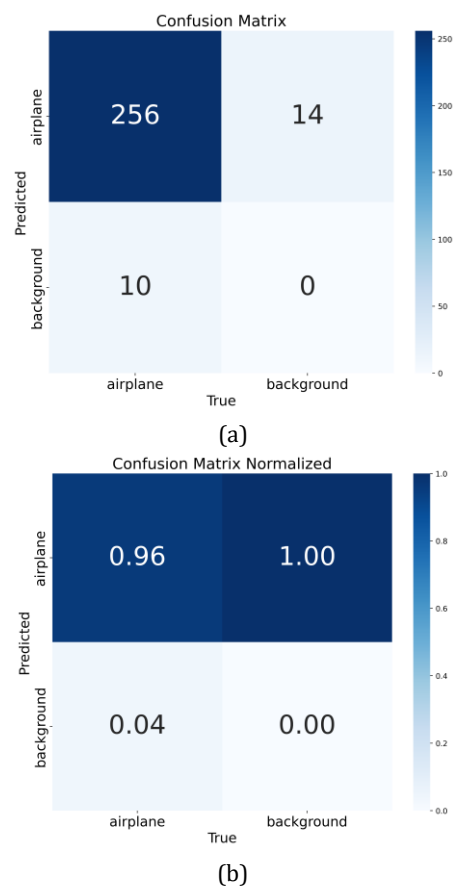 Confusion Matrix
airplane
background
Predicted
256 14
10 0
airplane background
True
250
200
150
100
50
0
(a)
Confusion Matrix Normalized
airplane
background
Predicted
0.96 1.00
0.04 0.00
airplane background
True
1.0
0.8
0.6
0.4
0.2
0.0
(b)